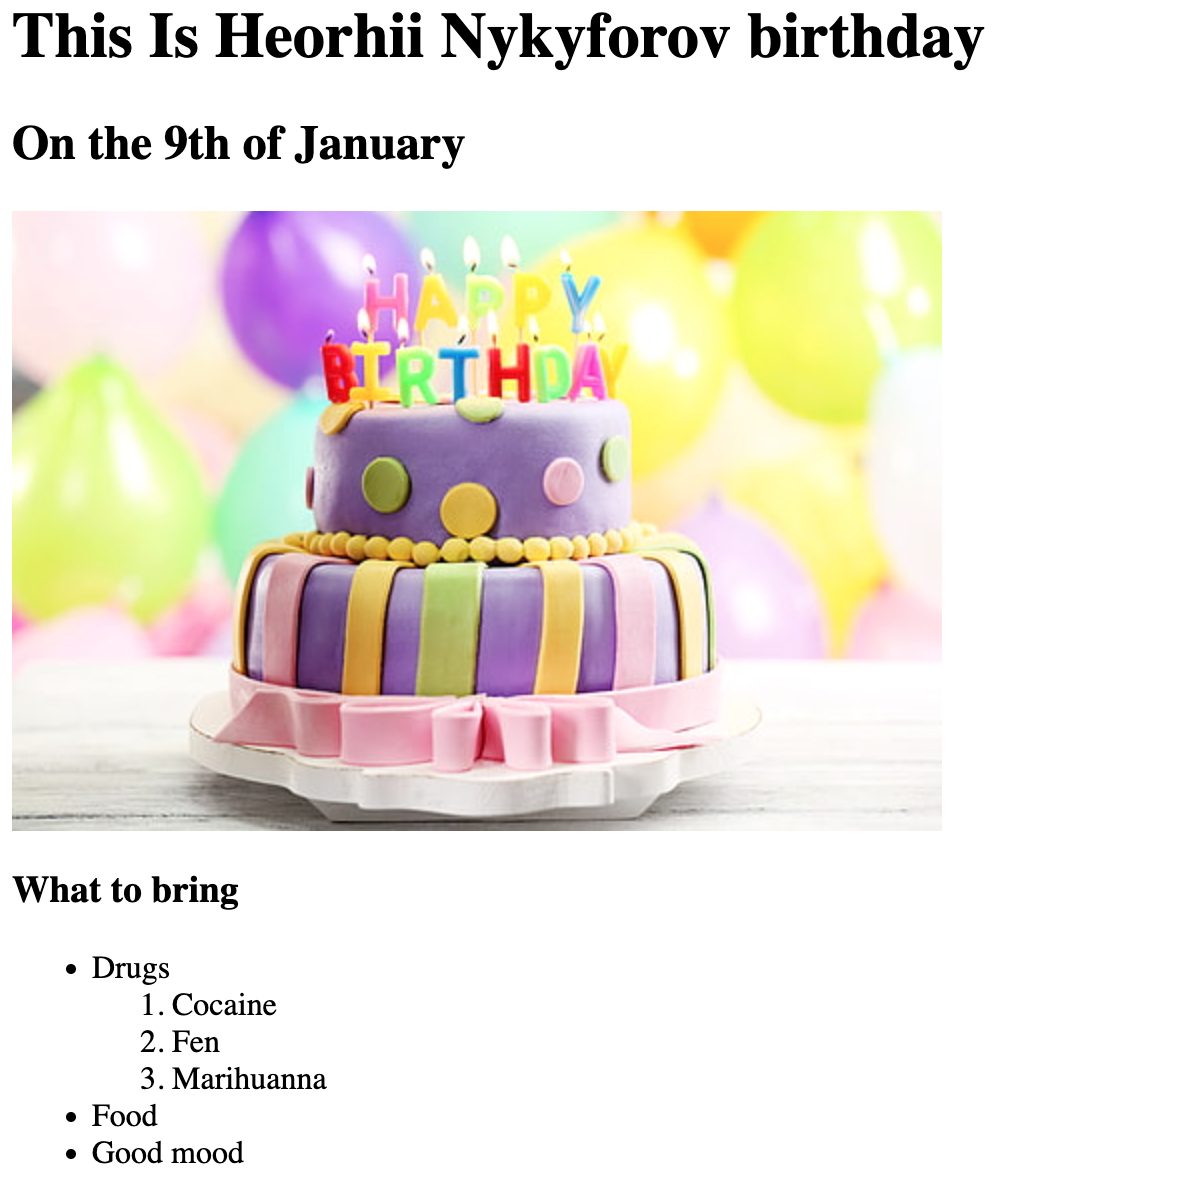 This Is Heorhii Nykyforov birthday
On the 9th of January
HAPPY
BIRTHDAY
What to bring
• Drugs
1. Cocaine
2. Fen
3. Marihuanna
• Food
• Good mood